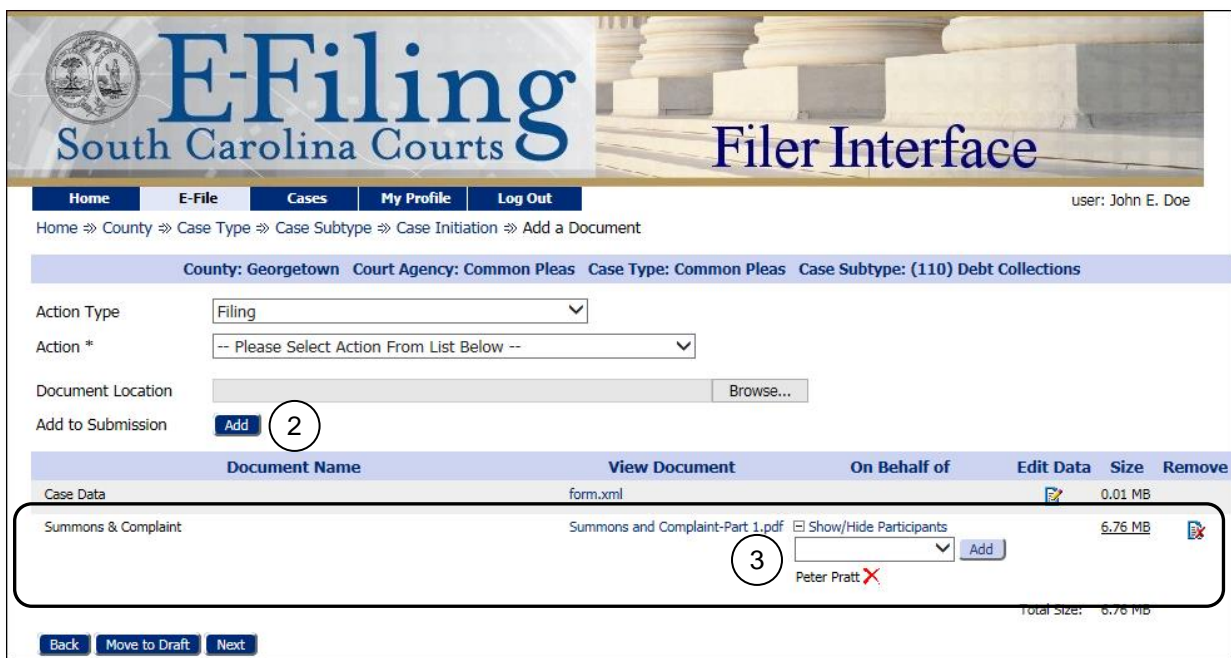 E-Filing
South Carolina Courts
Filer Interface
Home E-File Cases My Profile Log Out user: John E. Doe
Home ⇒ County ⇒ Case Type ⇒ Case Subtype ⇒ Case Initiation ⇒ Add a Document
County: Georgetown Court Agency: Common Pleas Case Type: Common Pleas Case Subtype: (110) Debt Collections
Action Type Filing
Action * -- Please Select Action From List Below --
Document Location Browse...
Add to Submission Add 2
Document Name View Document On Behalf of Edit Data Size Remove
Case Data form.xml 0.01 MB
Summons & Complaint Summons and Complaint-Part 1.pdf Show/Hide Participants 6.76 MB
3 Add
Peter Pratt
Total Size: 6.76 MB
Back Move to Draft Next